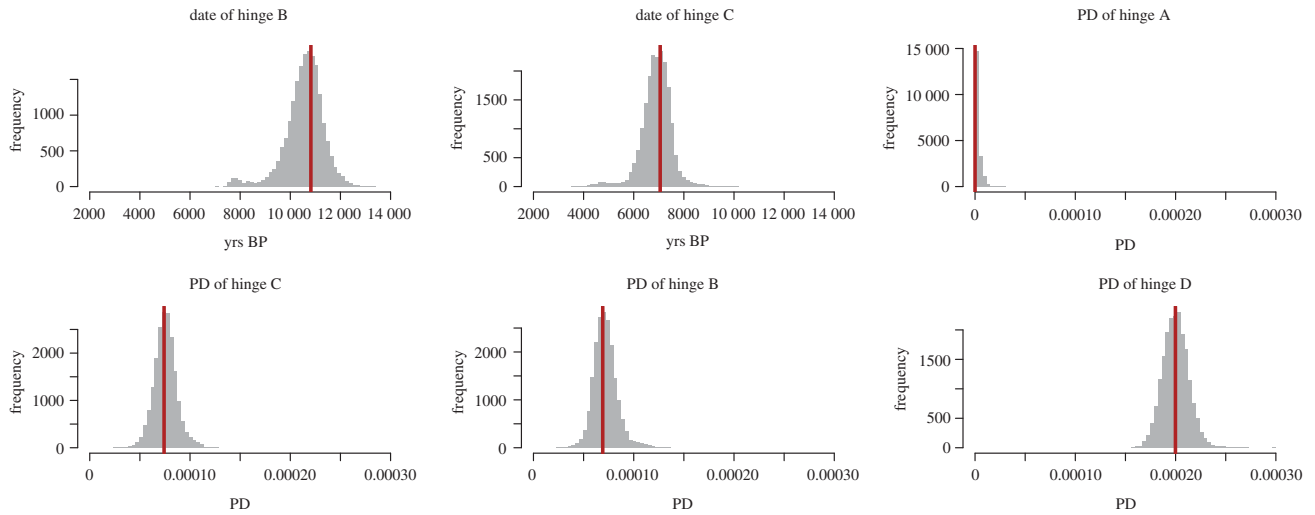 date of hinge B
date of hinge C
PD of hinge A
frequency
1000
500
0
2000 4000 6000 8000 10 000 12 000 14 000
yrs BP
frequency
1500
500
0
2000 4000 6000 8000 10 000 12 000 14 000
yrs BP
frequency
15 000
10 000
5000
0
0 0.00010 0.00020 0.00030
PD
PD of hinge C
PD of hinge B
PD of hinge D
frequency
2000
1000
0
0 0.00010 0.00020 0.00030
PD
frequency
2000
1000
0
0 0.00010 0.00020 0.00030
PD
frequency
1500
500
0
0 0.00010 0.00020 0.00030
PD